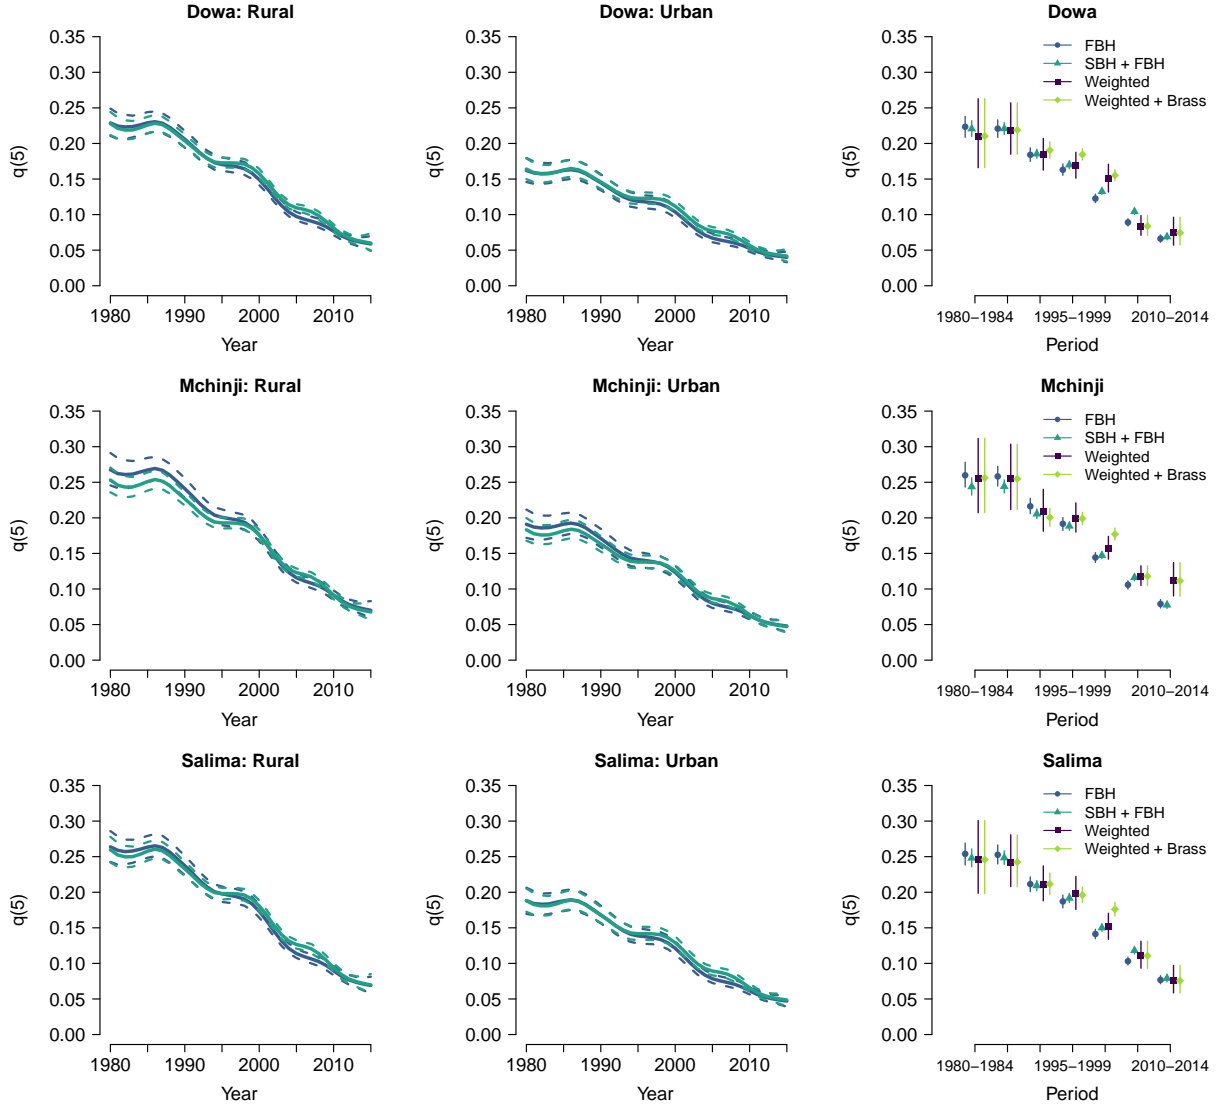 Dowa: Rural
0.35
0.30
0.25
0.20
0.15
0.10
0.05
0.00
q(5)
1980
1990
2000
2010
Year
Dowa: Urban
0.35
0.30
0.25
0.20
0.15
0.10
0.05
0.00
q(5)
1980
1990
2000
2010
Year
Dowa
0.35
0.30
0.25
0.20
0.15
0.10
0.05
0.00
q(5)
FBH
SBH + FBH
Weighted
Weighted + Brass
1980−1984
1995−1999
2010−2014
Period
Mchinji: Rural
0.35
0.30
0.25
0.20
0.15
0.10
0.05
0.00
q(5)
1980
1990
2000
2010
Year
Mchinji: Urban
0.35
0.30
0.25
0.20
0.15
0.10
0.05
0.00
q(5)
1980
1990
2000
2010
Year
Mchinji
0.35
0.30
0.25
0.20
0.15
0.10
0.05
0.00
q(5)
FBH
SBH + FBH
Weighted
Weighted + Brass
1980−1984
1995−1999
2010−2014
Period
Salima: Rural
0.35
0.30
0.25
0.20
0.15
0.10
0.05
0.00
q(5)
1980
1990
2000
2010
Year
Salima: Urban
0.35
0.30
0.25
0.20
0.15
0.10
0.05
0.00
q(5)
1980
1990
2000
2010
Year
Salima
0.35
0.30
0.25
0.20
0.15
0.10
0.05
0.00
q(5)
FBH
SBH + FBH
Weighted
Weighted + Brass
1980−1984
1995−1999
2010−2014
Period